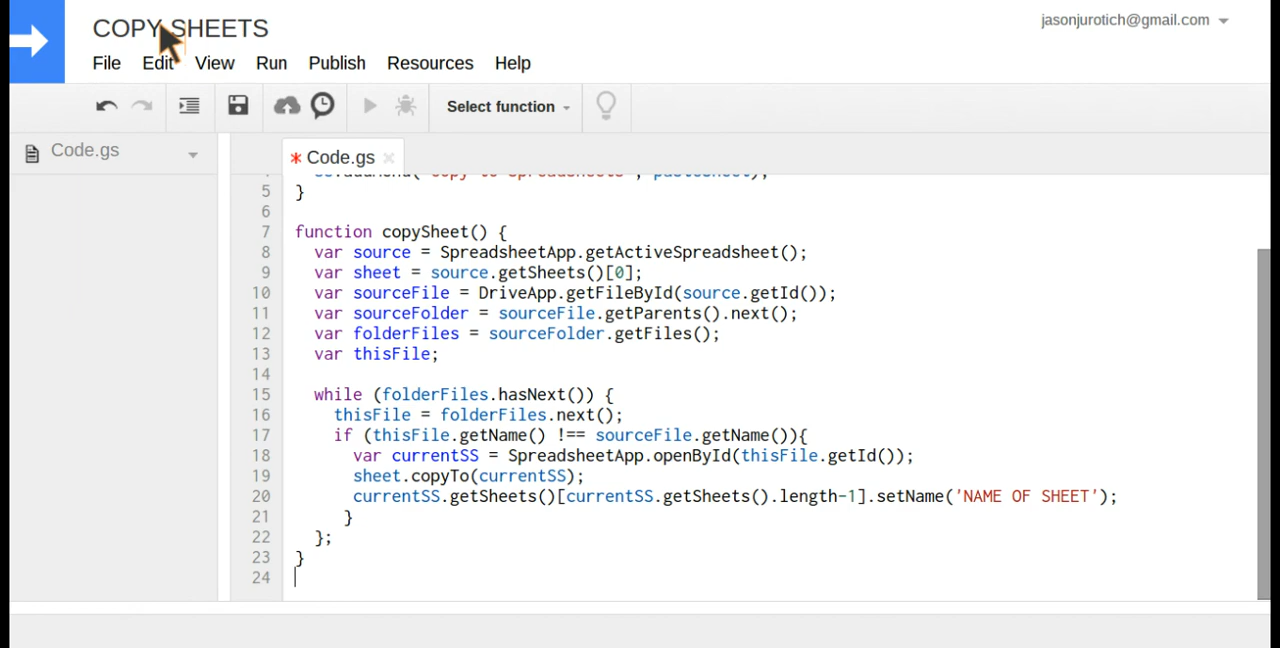 COPY SHEETS
jasonjurotich@gmail.com
File Edit View Run Publish Resources Help
Select function
Code.gs
* Code.gs
5 }
6
7 function copySheet() {
8 var source = SpreadsheetApp.getActiveSpreadsheet();
9 var sheet = source.getSheets()[0];
10 var sourceFile = DriveApp.getFileById(source.getId());
11 var sourceFolder = sourceFile.getParents().next();
12 var folderFiles = sourceFolder.getFiles();
13 var thisFile;
14
15 while (folderFiles.hasNext()) {
16 thisFile = folderFiles.next();
17 if (thisFile.getName() !== sourceFile.getName()){
18 var currentSS = SpreadsheetApp.openById(thisFile.getId());
19 sheet.copyTo(currentSS);
20 currentSS.getSheets()[currentSS.getSheets().length-1].setName('NAME OF SHEET');
21 }
22 };
23 }
24